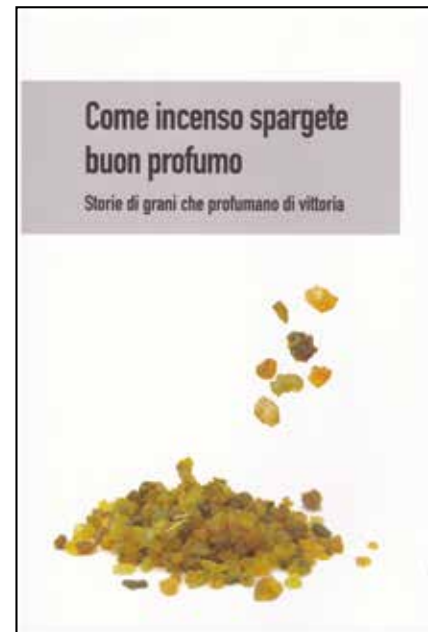 Come incenso spargete
buon profumo
Storie di grani che profumano di vittoria